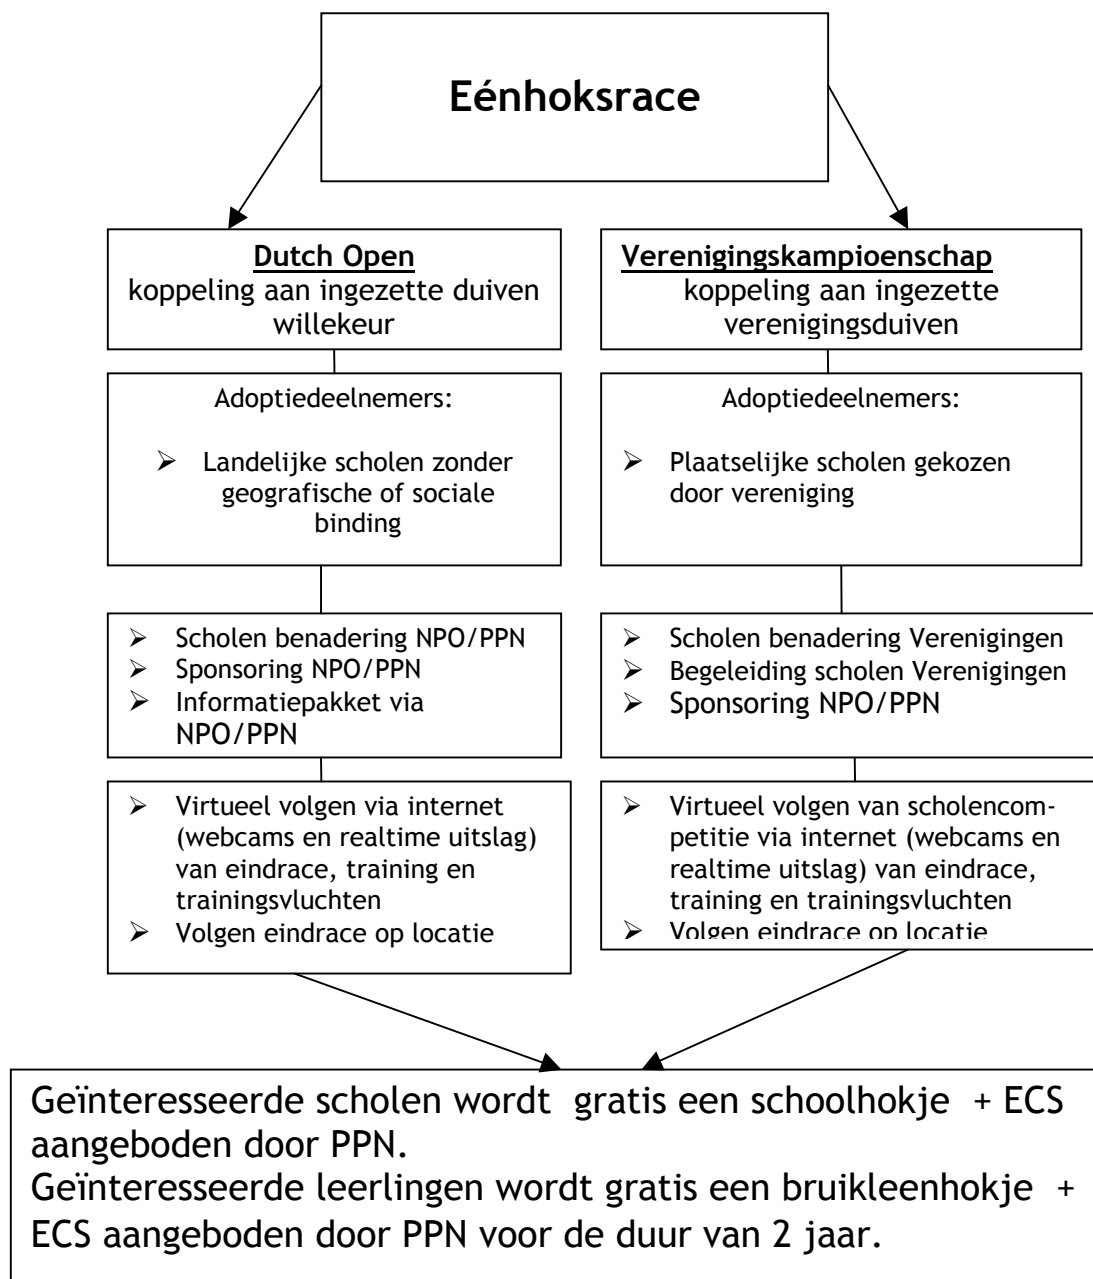 Eénhoksrace
Dutch Open
koppeling aan ingezette duiven
willekeur
Verenigingskampioenschap
koppeling aan ingezette
verenigingsduiven
Adoptiedeelnemers:
➢ Landelijke scholen zonder
geografische of sociale
binding
Adoptiedeelnemers:
➢ Plaatselijke scholen gekozen
door vereniging
➢ Scholen benadering NPO/PPN
➢ Sponsoring NPO/PPN
➢ Informatiepakket via
NPO/PPN
➢ Scholen benadering Verenigingen
➢ Begeleiding scholen Verenigingen
➢ Sponsoring NPO/PPN
➢ Virtueel volgen via internet
(webcams en realtime uitslag)
van eindrace, training en
trainingsvluchten
➢ Volgen eindrace op locatie
➢ Virtueel volgen van scholencom-
petitie via internet (webcams en
realtime uitslag) van eindrace,
training en trainingsvluchten
➢ Volgen eindrace op locatie
Geïnteresseerde scholen wordt gratis een schoolhokje + ECS
aangeboden door PPN.
Geïnteresseerde leerlingen wordt gratis een bruikleenhokje +
ECS aangeboden door PPN voor de duur van 2 jaar.